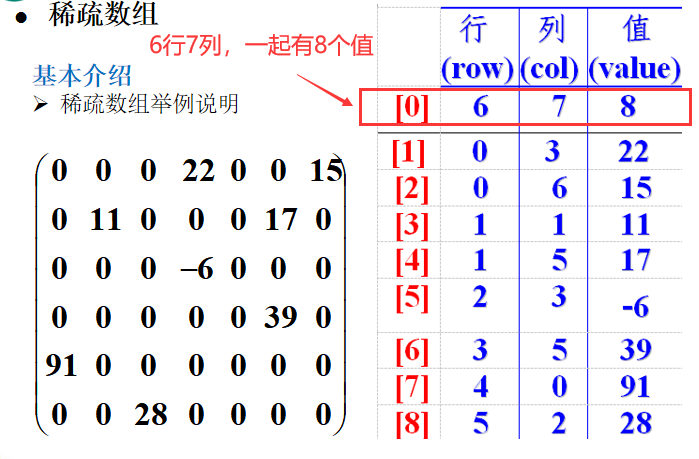 ● 稀疏数组
6行7列，一起有8个值
基本介绍
➢ 稀疏数组举例说明
0 0 0 22 0 0 15
0 11 0 0 0 17 0
0 0 0 –6 0 0 0
0 0 0 0 0 39 0
91 0 0 0 0 0 0
0 0 28 0 0 0 0
行 列 值
(row) (col) (value)
[0] 6 7 8
[1] 0 3 22
[2] 0 6 15
[3] 1 1 11
[4] 1 5 17
[5] 2 3 -6
[6] 3 5 39
[7] 4 0 91
[8] 5 2 28